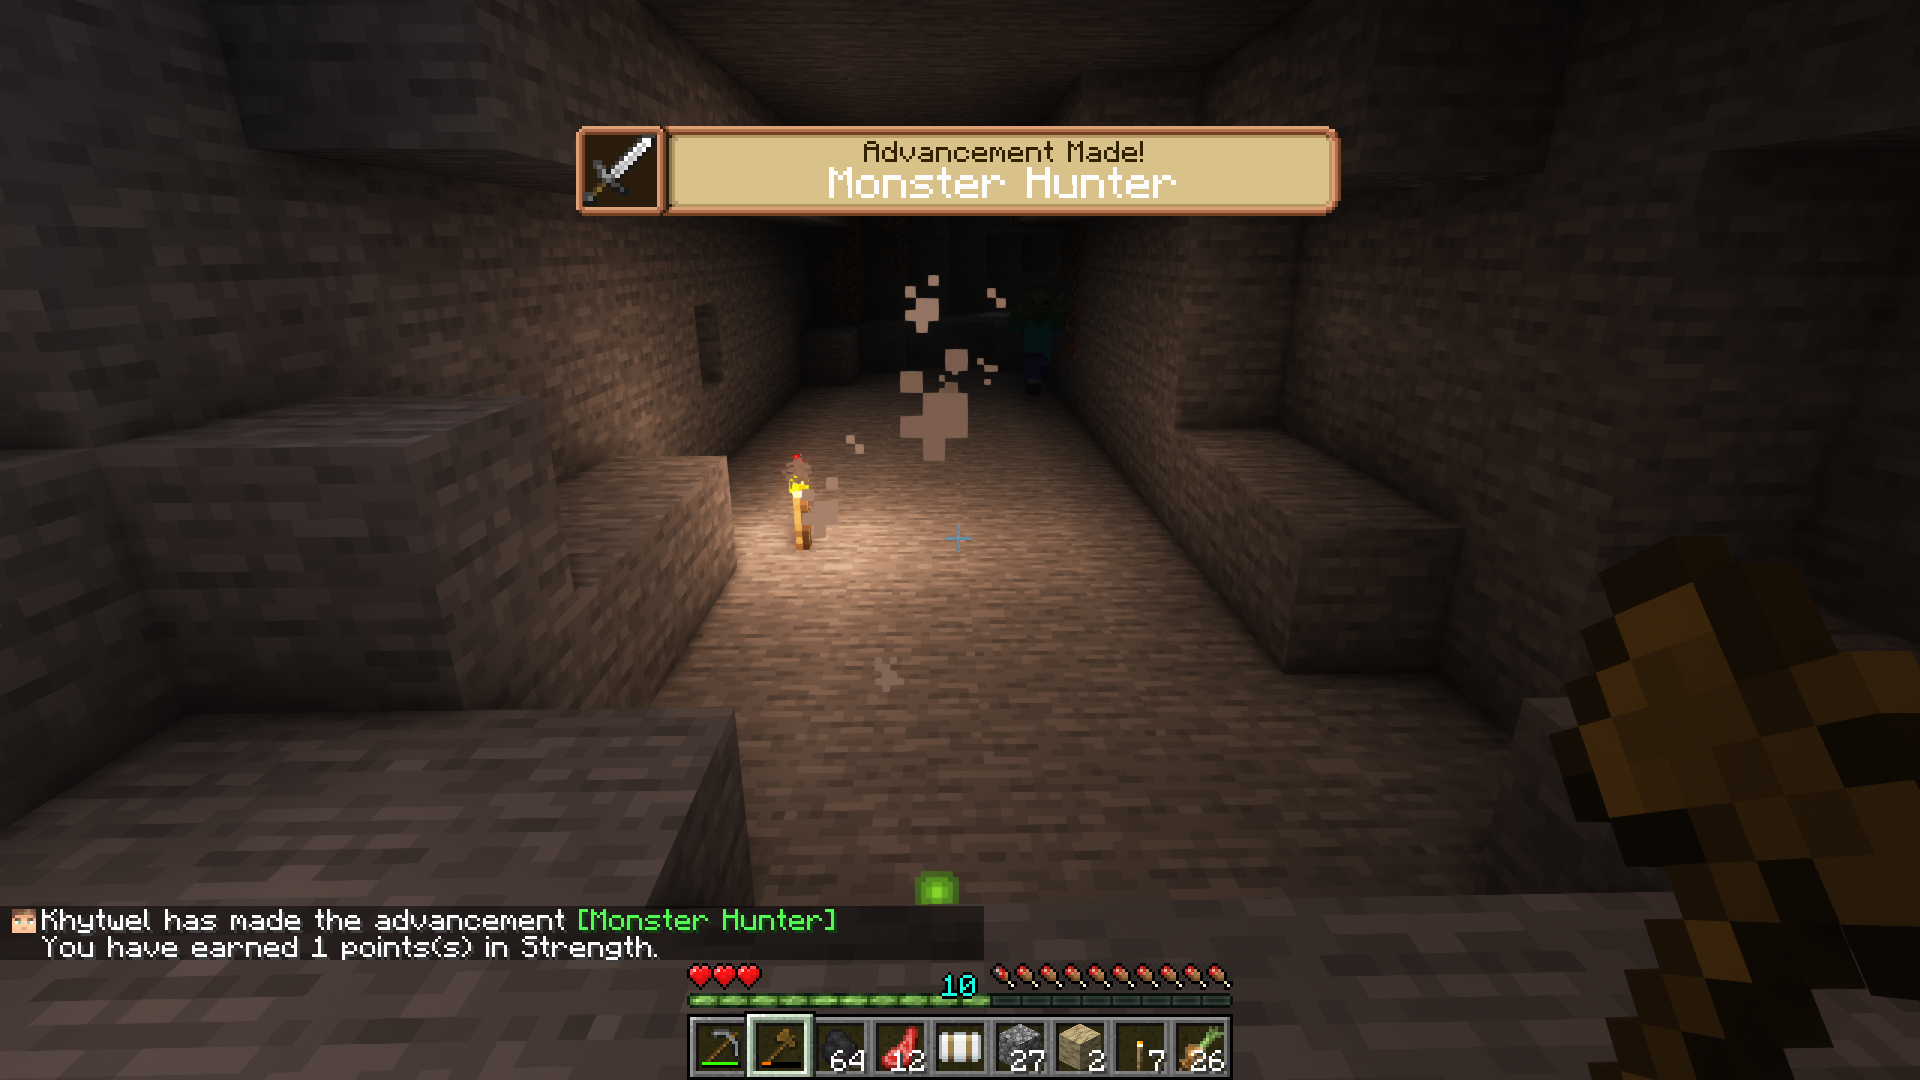 Advancement Made!
Monster Hunter
Khytwel has made the advancement [Monster Hunter]
You have earned 1 points(s) in Strength.
10
64
12
27
2
7
26